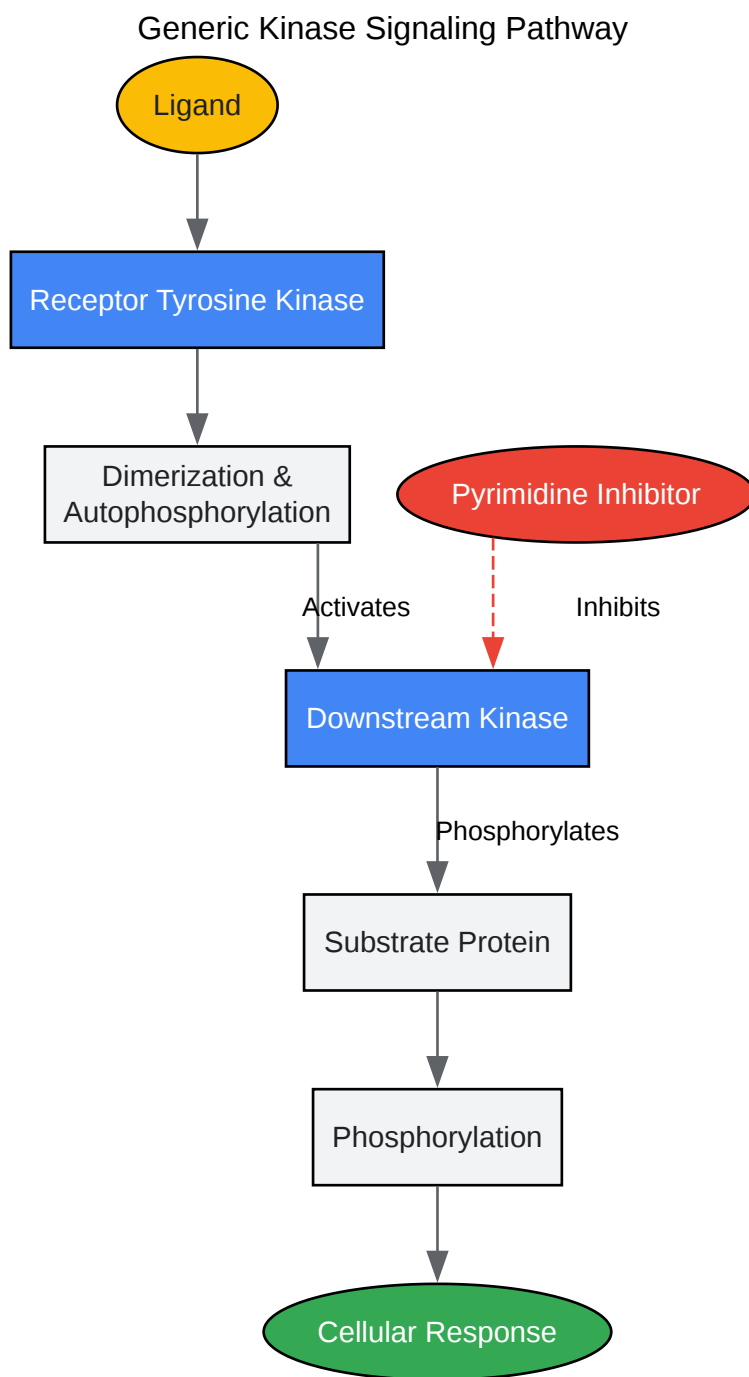 Generic Kinase Signaling Pathway
Ligand
Receptor Tyrosine Kinase
Dimerization &
Autophosphorylation
Pyrimidine Inhibitor
Activates
Inhibits
Downstream Kinase
Phosphorylates
Substrate Protein
Phosphorylation
Cellular Response